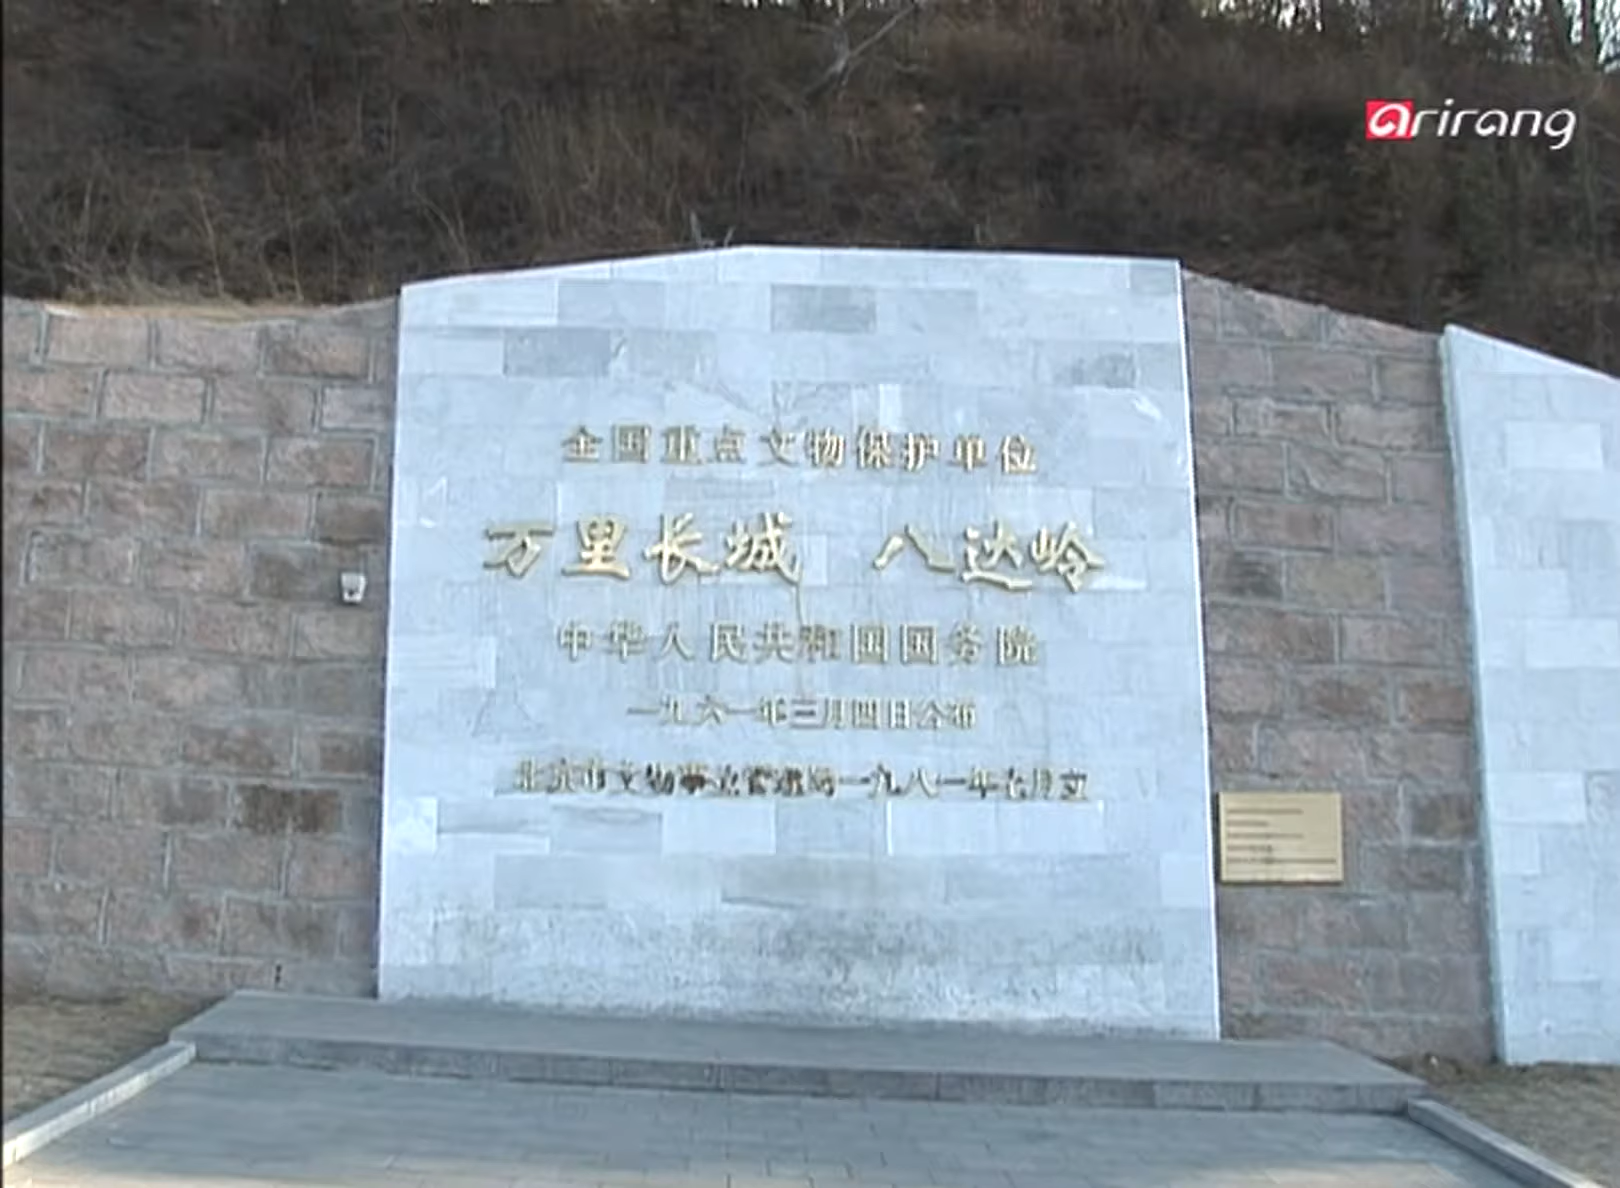 arirang
全国重点文物保护单位
万里长城 八达岭
中华人民共和国国务院
一九六一年三月四日公布
北京市文物事业管理局一九八一年七月立